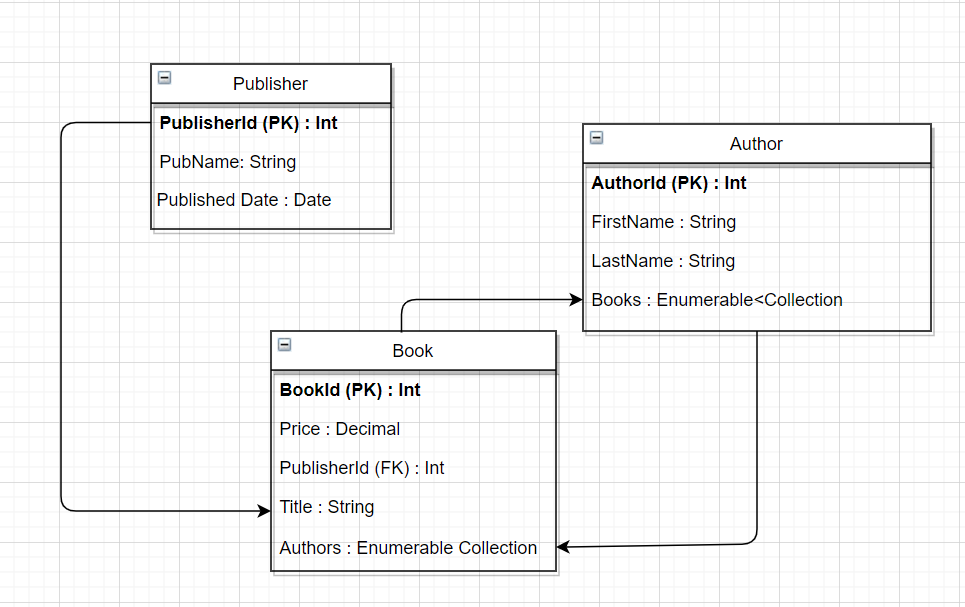 Publisher
PublisherId (PK) : Int
PubName: String
Published Date : Date
Author
AuthorId (PK) : Int
FirstName : String
LastName : String
Books : Enumerable<Collection
Book
BookId (PK) : Int
Price : Decimal
PublisherId (FK) : Int
Title : String
Authors : Enumerable Collection